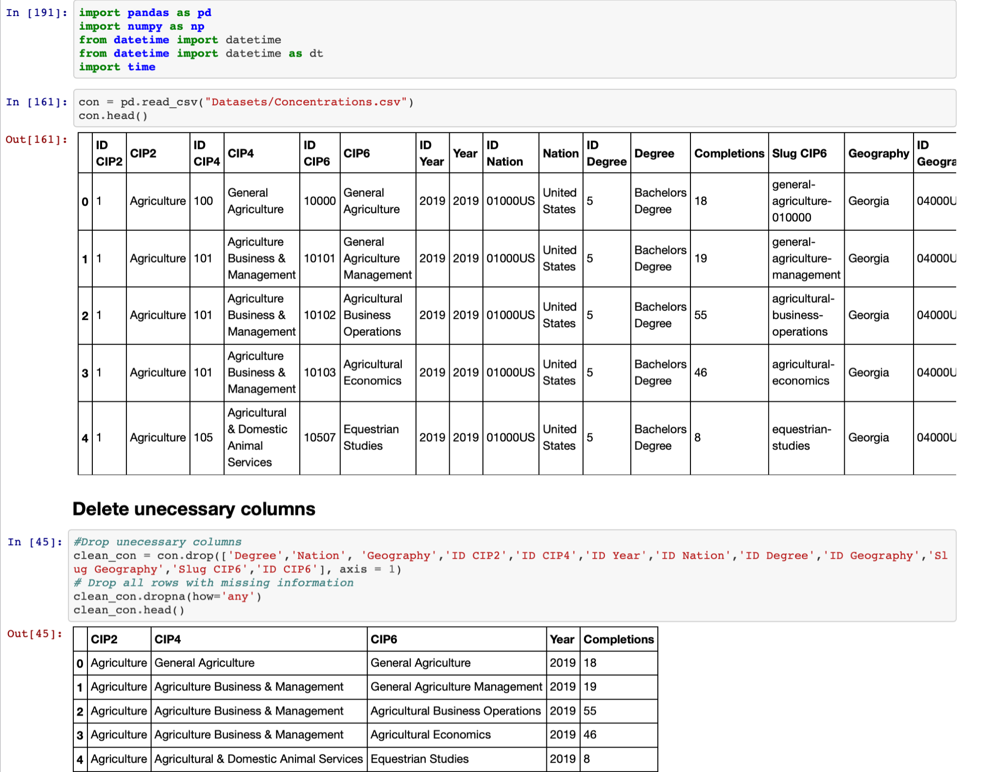 In [191]: import pandas as pd
import numpy as np
from datetime import datetime
from datetime import datetime as dt
import time
In [161]: con = pd.read_csv("Datasets/Concentrations.csv")
con.head()
Out[161]:
ID CIP2 CIP2 ID CIP4 CIP4 ID CIP6 CIP6 ID Year Year ID Nation Nation ID Degree Degree Completions Slug CIP6 Geography ID Geogra
0 1 Agriculture 100 General Agriculture 10000 General Agriculture 2019 2019 01000US United States 5 Bachelors Degree 18 general-agriculture-010000 Georgia 04000U
1 1 Agriculture 101 Agriculture Business & Management 10101 General Agriculture Management 2019 2019 01000US United States 5 Bachelors Degree 19 general-agriculture-management Georgia 04000U
2 1 Agriculture 101 Agriculture Business & Management 10102 Agricultural Business Operations 2019 2019 01000US United States 5 Bachelors Degree 55 agricultural-business-operations Georgia 04000U
3 1 Agriculture 101 Agriculture Business & Management 10103 Agricultural Economics 2019 2019 01000US United States 5 Bachelors Degree 46 agricultural-economics Georgia 04000U
4 1 Agriculture 105 Agricultural & Domestic Animal Services 10507 Equestrian Studies 2019 2019 01000US United States 5 Bachelors Degree 8 equestrian-studies Georgia 04000U
Delete unecessary columns
In [45]: #Drop unecessary columns
clean_con = con.drop(['Degree','Nation', 'Geography','ID CIP2','ID CIP4','ID Year','ID Nation','ID Degree','ID Geography','Sl
ug Geography','Slug CIP6','ID CIP6'], axis = 1)
# Drop all rows with missing information
clean_con.dropna(how='any')
clean_con.head()
Out[45]:
CIP2 CIP4 CIP6 Year Completions
0 Agriculture General Agriculture General Agriculture 2019 18
1 Agriculture Agriculture Business & Management General Agriculture Management 2019 19
2 Agriculture Agriculture Business & Management Agricultural Business Operations 2019 55
3 Agriculture Agriculture Business & Management Agricultural Economics 2019 46
4 Agriculture Agricultural & Domestic Animal Services Equestrian Studies 2019 8